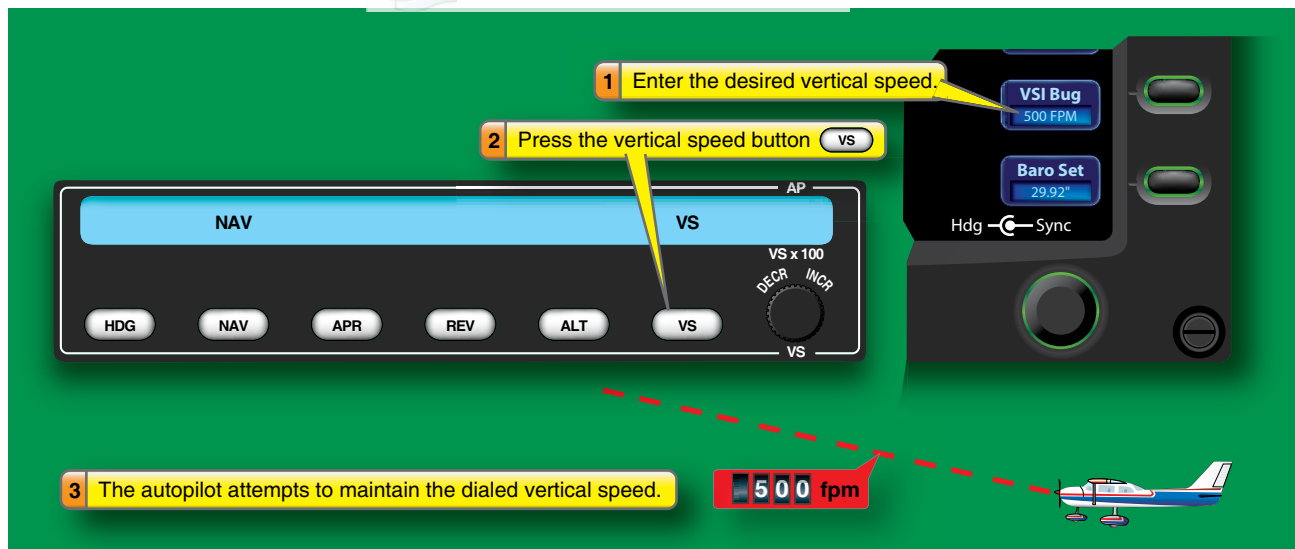 1 Enter the desired vertical speed.
VSI Bug
500 FPM
2 Press the vertical speed button VS
Baro Set
29.92"
Hdg Sync
AP
NAV VS
VS x 100
DECR INCR
HDG NAV APR REV ALT VS
VS
3 The autopilot attempts to maintain the dialed vertical speed.
500 fpm